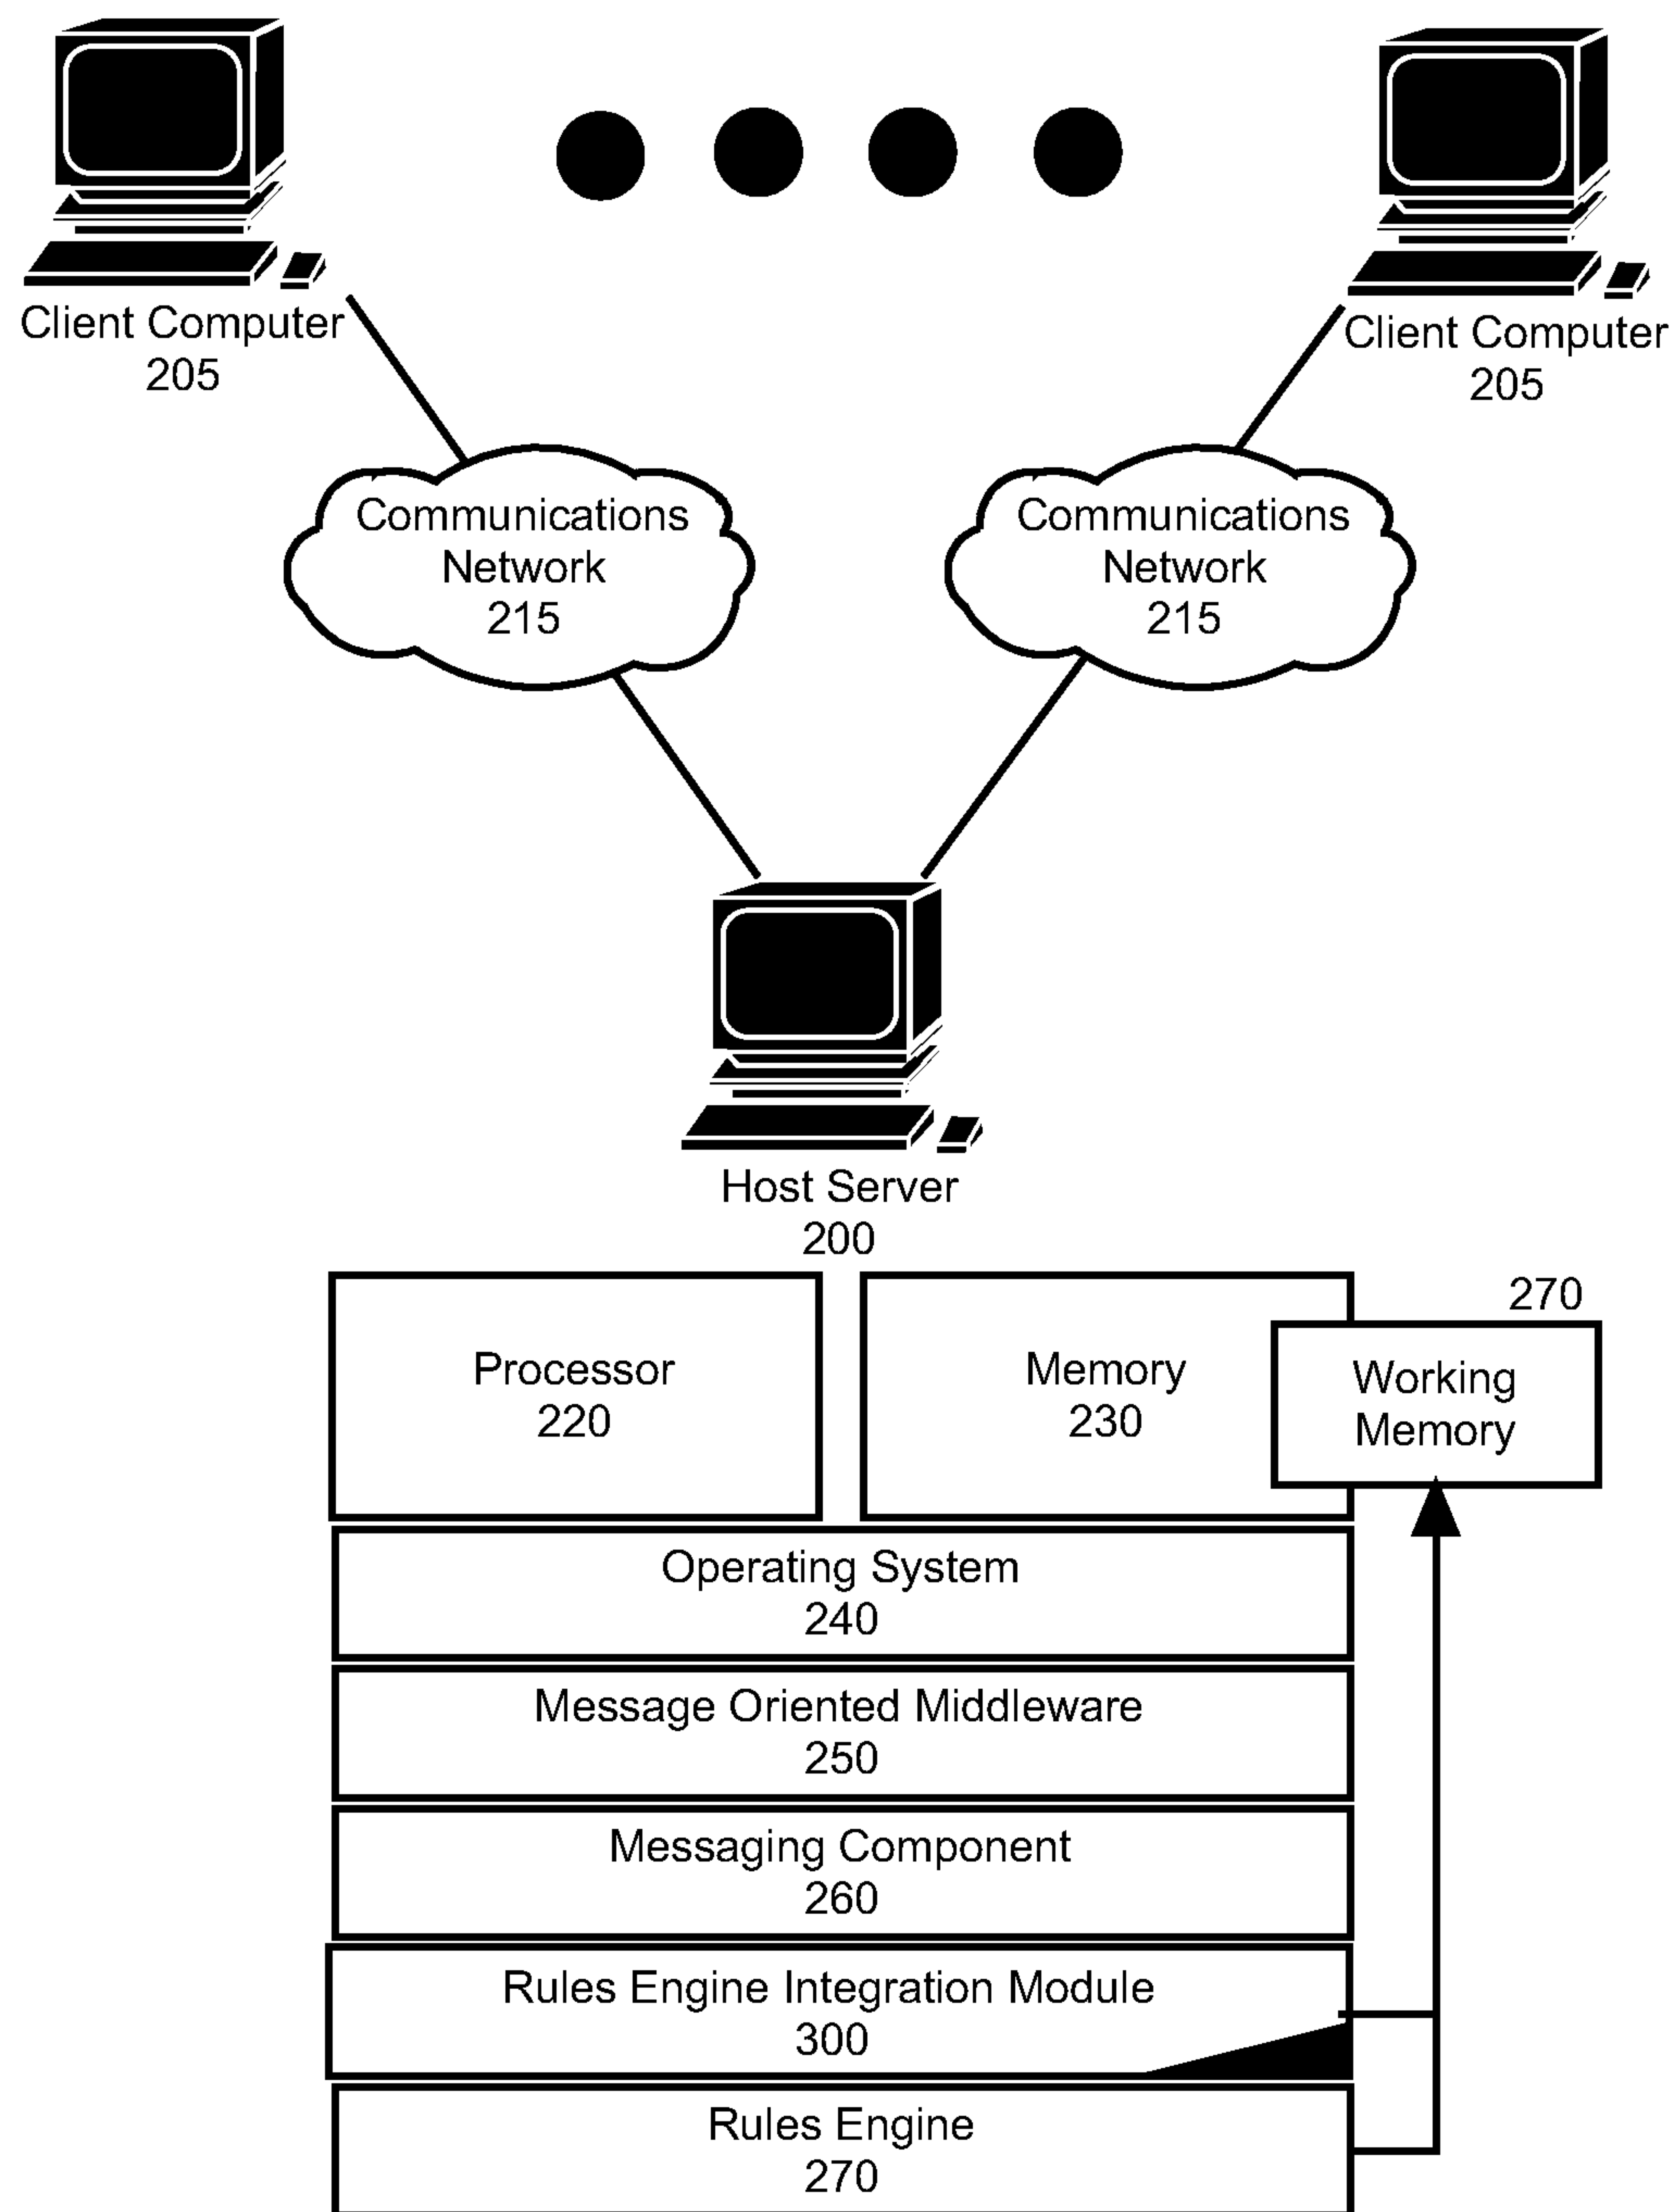 Client Computer
205
Client Computer
205
Communications
Network
215
Communications
Network
215
Host Server
200
Processor
220
Memory
230
270
Working
Memory
Operating System
240
Message Oriented Middleware
250
Messaging Component
260
Rules Engine Integration Module
300
Rules Engine
270